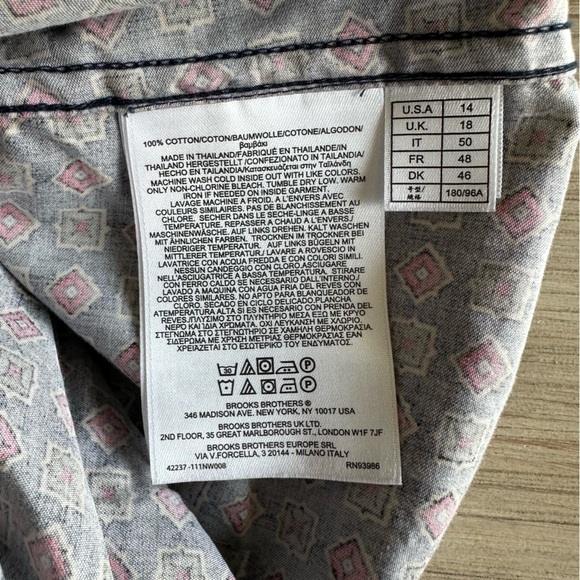 100% COTTON/COTON/BAUMWOLLE/COTONE/ALGODON/
βαμβάκι
MADE IN THAILAND/FABRIQUÉ EN THAILANDE/IN
THAILAND HERGESTELLT/CONFEZIONATO IN TAILANDIA/
HECHO EN TAILANDIA/Κατασκευάζεται στην Ταϊλάνδη
MACHINE WASH COLD INSIDE OUT WITH LIKE COLORS.
ONLY NON-CHLORINE BLEACH. TUMBLE DRY LOW. WARM
IRON IF NEEDED ON INSIDE GARMENT.
LAVAGE MACHINE A FROID, A L'ENVERS AVEC
COULEURS SIMILAIRES. PAS DE BLANCHISSEMENT AU
CHLORE. SECHER DANS LE SECHE-LINGE A BASSE
TEMPERATURE. REPASSER A CHAUD A L'ENVERS./
MASCHINENWÄSCHE, AUF LINKS GEDREHT. KALT WASCHEN
MIT ÄHNLICHEN FARBEN. TROCKNEN IM TROCKNER BEI
NIEDRIGER TEMPERATUR. AUF LINKS BÜGELN MIT
MITTLERER TEMPERATUR. LAVARE A ROVESCIO IN
LAVATRICE CON ACQUA FREDDA E CON COLORI SIMILI.
NESSUN CANDEGGIO CON CLORO. ASCIUGARE
NELL'ASCIUGATRICE A BASSA TEMPERATURA, STIRARE
CON FERRO CALDO SE NECESSARIO DALL'INTERNO./
LAVADO A MAQUINA CON AGUA FRIA DEL REVES CON
COLORES SIMILARES. NO PARA BLANQUEADOR DE
CLORO. SECADO EN CICLO DELICADO.PLANCHA
ATEMPERATURA ALTA SI ES NECESARIO CON PRENDA DEL
REVES./ΠΛΥΣΙΜΟ ΣΤΟ ΠΛΥΝΤΗΡΙΟ ΜΕΣΑ ΕΞΩ ΜΕ ΚΡΥΟ
ΝΕΡΟ ΚΑΙ ΙΔΙΑ ΧΡΩΜΑΤΑ. ΟΧΙ ΛΕΥΚΑΝΣΗ ΜΕ ΧΛΩΡΙΟ.
ΣΤΕΓΝΩΜΑ ΣΤΟ ΣΤΕΓΝΩΤΗΡΙΟ ΣΕ ΧΑΜΗΛΗ ΘΕΡΜΟΚΡΑΣΙΑ.
ΣΙΔΕΡΩΜΑ ΑΝ ΧΡΗΣΗ ΜΕΤΡΙΑΣ ΘΕΡΜΟΚΡΑΣΙΑΣ ΑΝ
ΧΡΕΙΑΖΕΤΑΙ ΣΤΟ ΕΣΩΤΕΡΙΚΟ ΤΟΥ ΕΝΔΥΜΑΤΟΣ.
30 P
P
BROOKS BROTHERS ®
346 MADISON AVE. NEW YORK, NY 10017 USA
BROOKS BROTHERS UK LTD.
2ND FLOOR, 35 GREAT MARLBOROUGH ST., LONDON W1F 7JF
BROOKS BROTHERS EUROPE SRL
VIA V.FORCELLA, 3 20144 - MILANO ITALY
42237 -111NW008 RN93986
U.S.A 14
U.K. 18
IT 50
FR 48
DK 46
号型/规格 180/96A